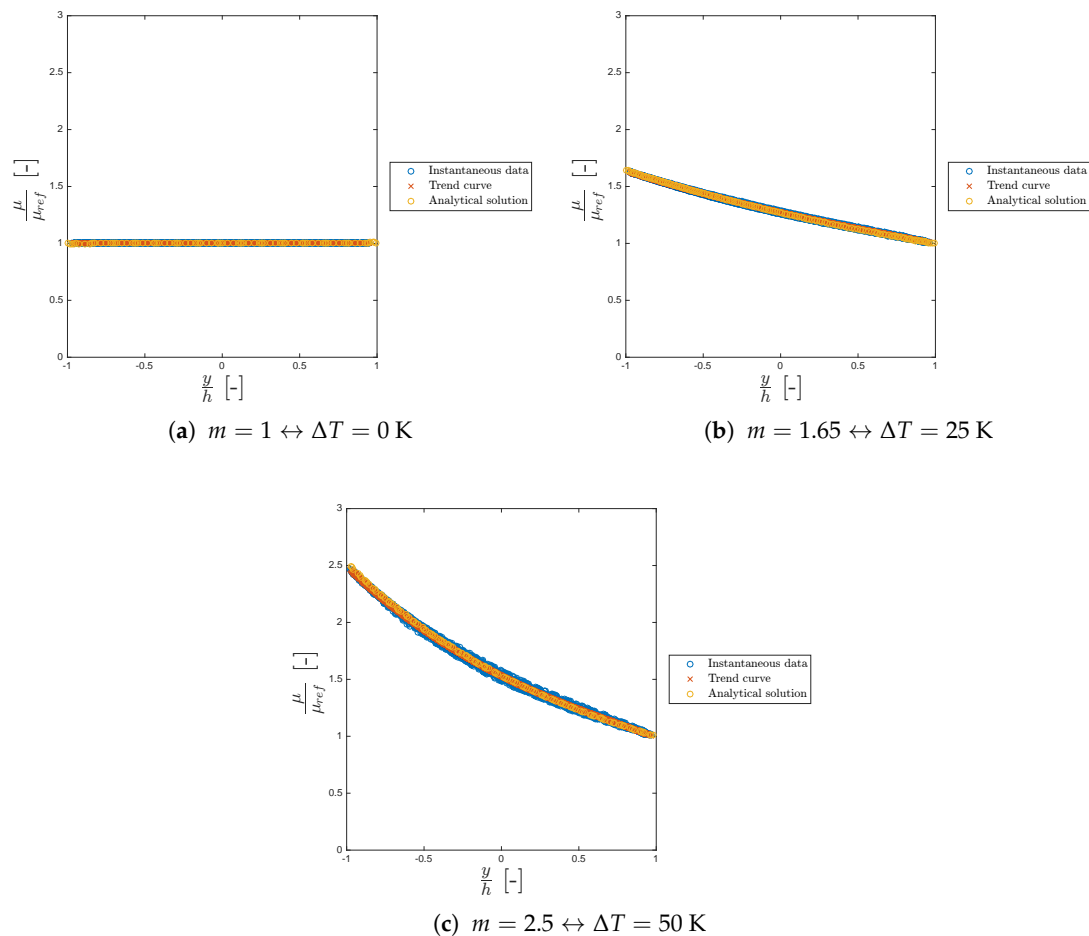 3
2.5
2
1.5
1
0.5
0
-1 -0.5 0 0.5 1
μ/μref [-]
y/h [-]
Instantaneous data
Trend curve
Analytical solution
(a) m = 1 ↔ ΔT = 0 K
3
2.5
2
1.5
1
0.5
0
-1 -0.5 0 0.5 1
μ/μref [-]
y/h [-]
Instantaneous data
Trend curve
Analytical solution
(b) m = 1.65 ↔ ΔT = 25 K
3
2.5
2
1.5
1
0.5
0
-1 -0.5 0 0.5 1
μ/μref [-]
y/h [-]
Instantaneous data
Trend curve
Analytical solution
(c) m = 2.5 ↔ ΔT = 50 K